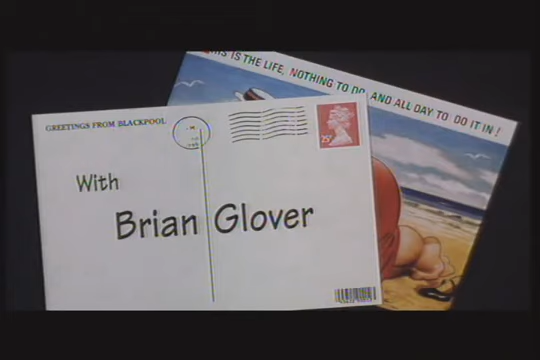 THIS IS THE LIFE, NOTHING TO DO AND ALL DAY TO DO IT IN!
GREETINGS FROM BLACKPOOL
25P
With
Brian Glover